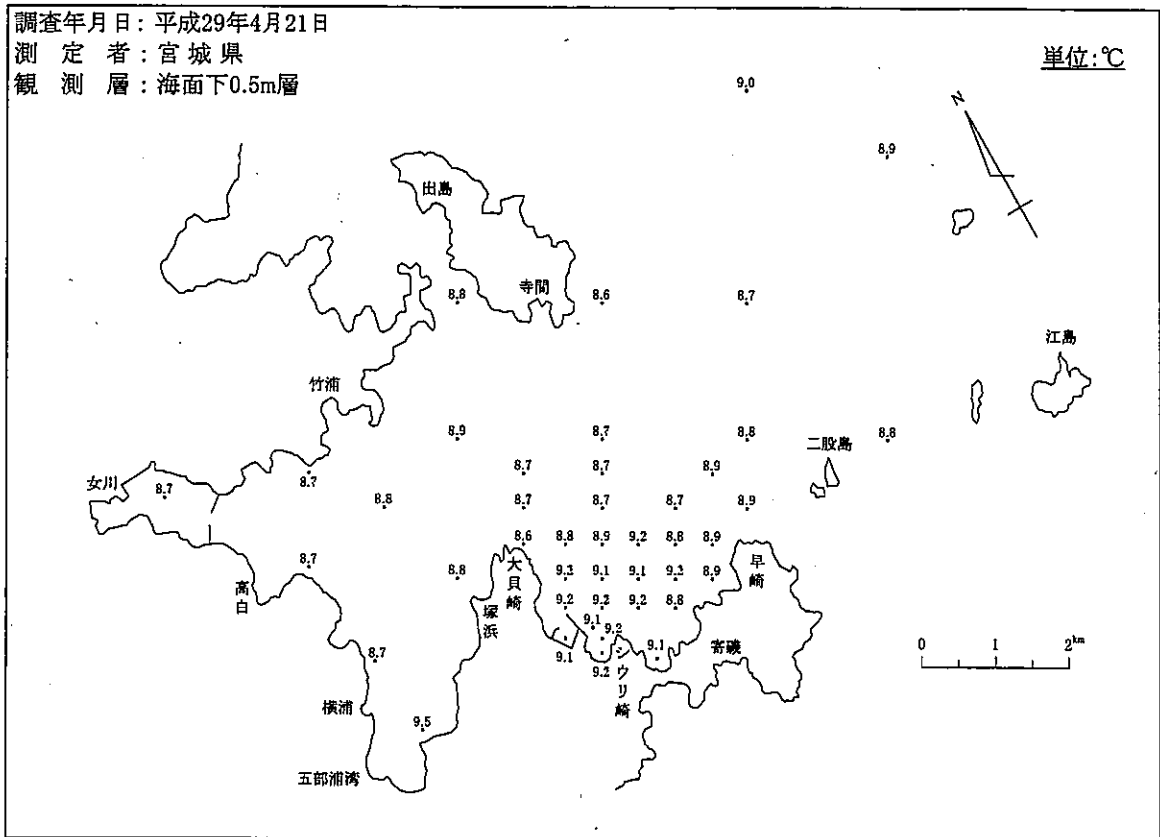 調査年月日：平成29年4月21日
測定者：宮城県
観測層：海面下0.5m層
単位：℃
9.0
N
8.9
出島
寺間
8.8
8.6
8.7
江島
竹浦
8.9
8.7
8.8
8.8
二股島
女川
8.7
8.7
8.7
8.7
8.9
8.8
8.7
8.7
8.7
8.9
8.6
8.8
8.9
9.2
8.8
8.9
8.7
8.8
9.1
9.1
8.9
大貝崎
早崎
高白
塚浜
9.2
9.2
9.2
8.8
9.1
9.2
9.1
9.1
9.2
シウリ崎
寄磯
0 1 2km
8.7
横浦
9.5
五部浦湾